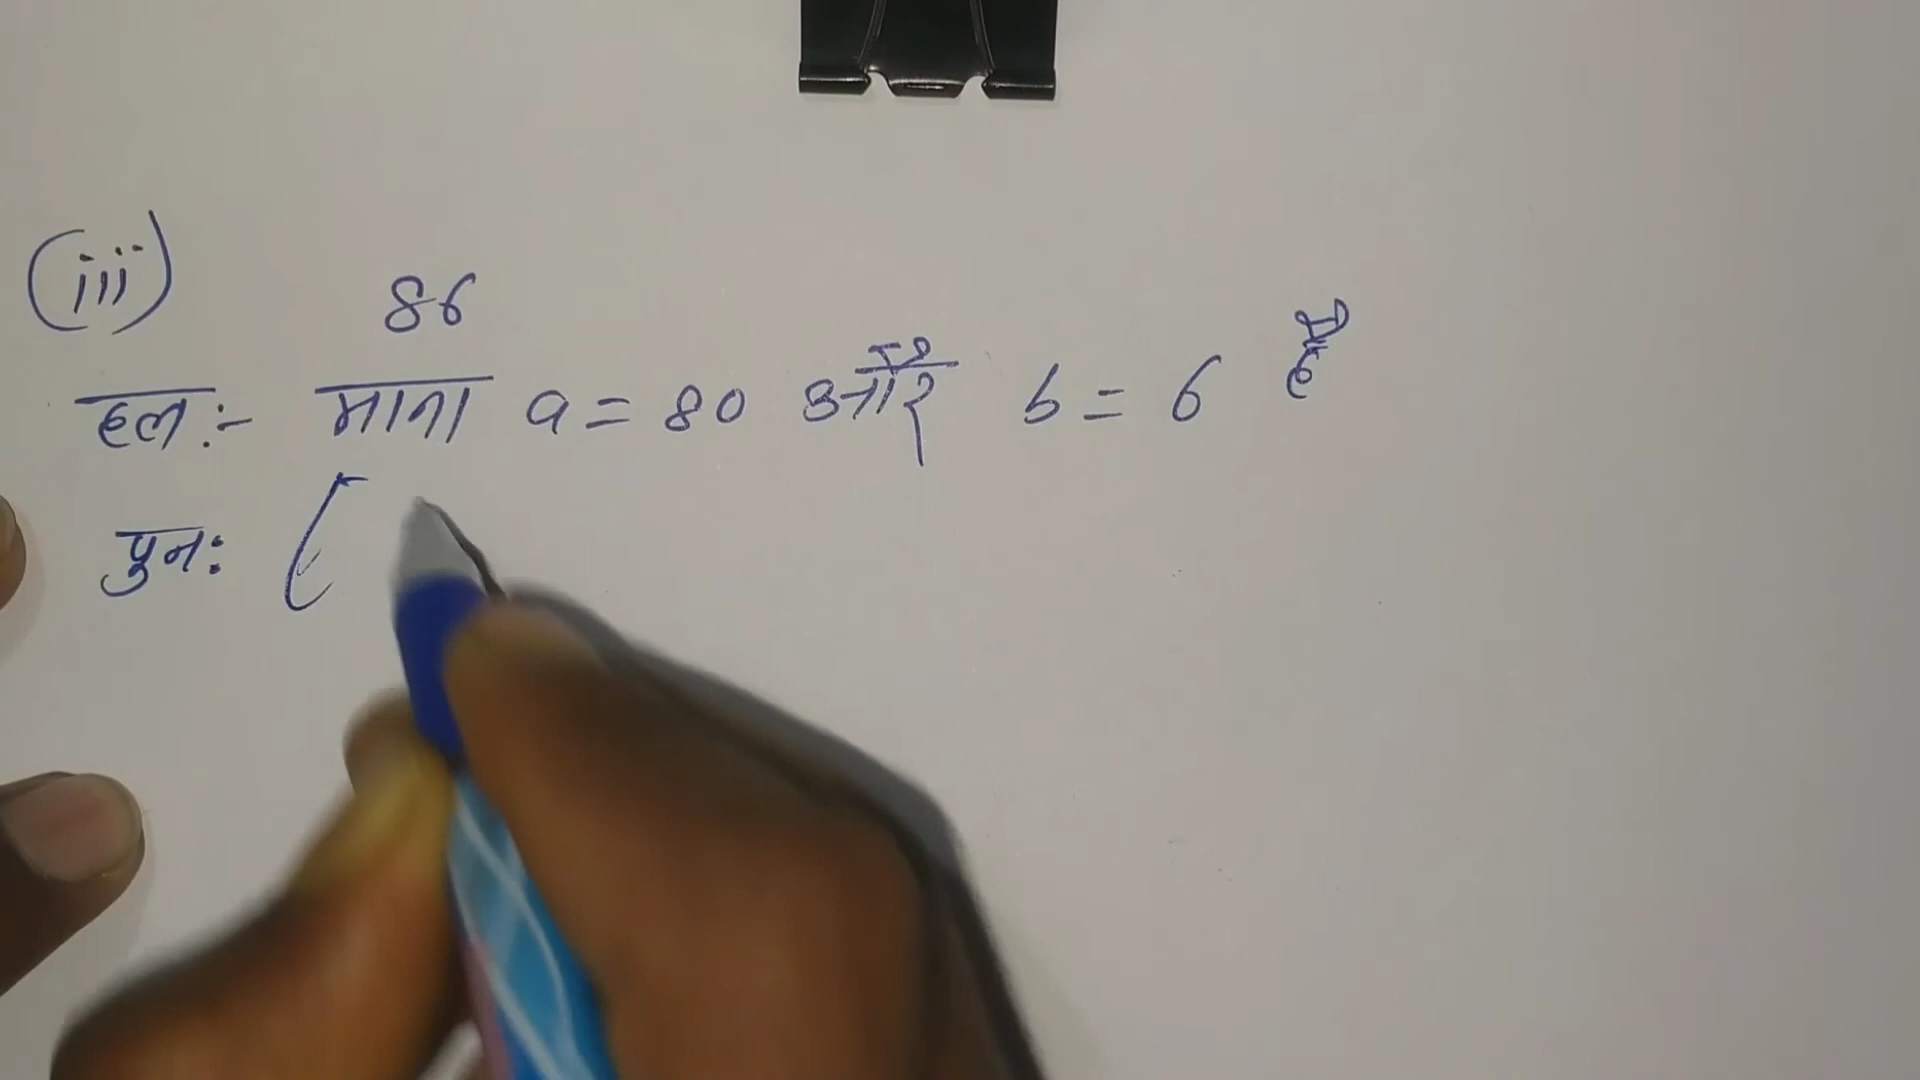 (iii) 86
हल:- माना a = 80 और b = 6 है
पुन: (